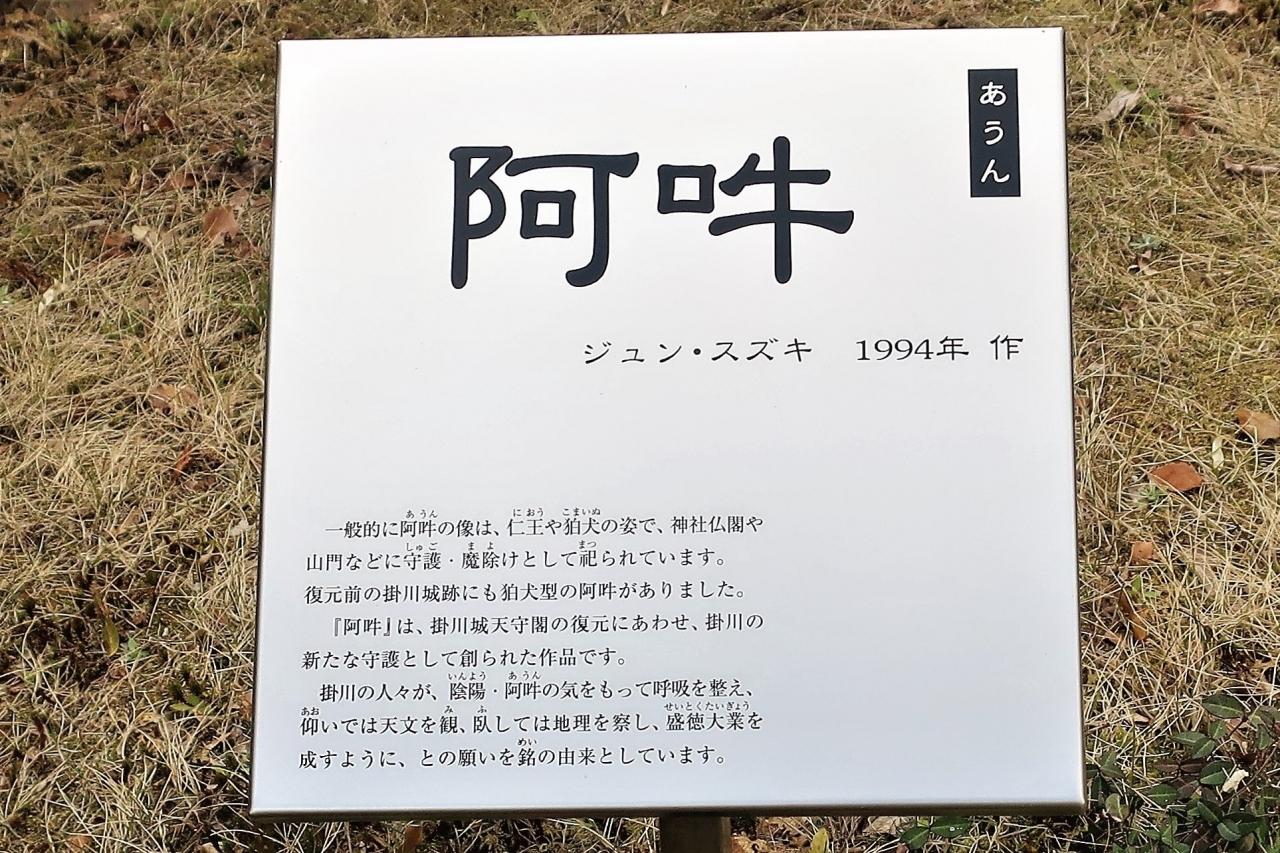 あうん
阿吽
ジュン・スズキ 1994年 作
一般的に阿吽の像は、仁王や狛犬の姿で、神社仏閣や
山門などに守護・魔除けとして祀られています。
復元前の掛川城跡にも狛犬型の阿吽がありました。
『阿吽』は、掛川城天守閣の復元にあわせ、掛川の
新たな守護として創られた作品です。
掛川の人々が、陰陽・阿吽の気をもって呼吸を整え、
仰いでは天文を観、臥しては地理を察し、盛徳大業を
成すように、との願いを銘の由来としています。